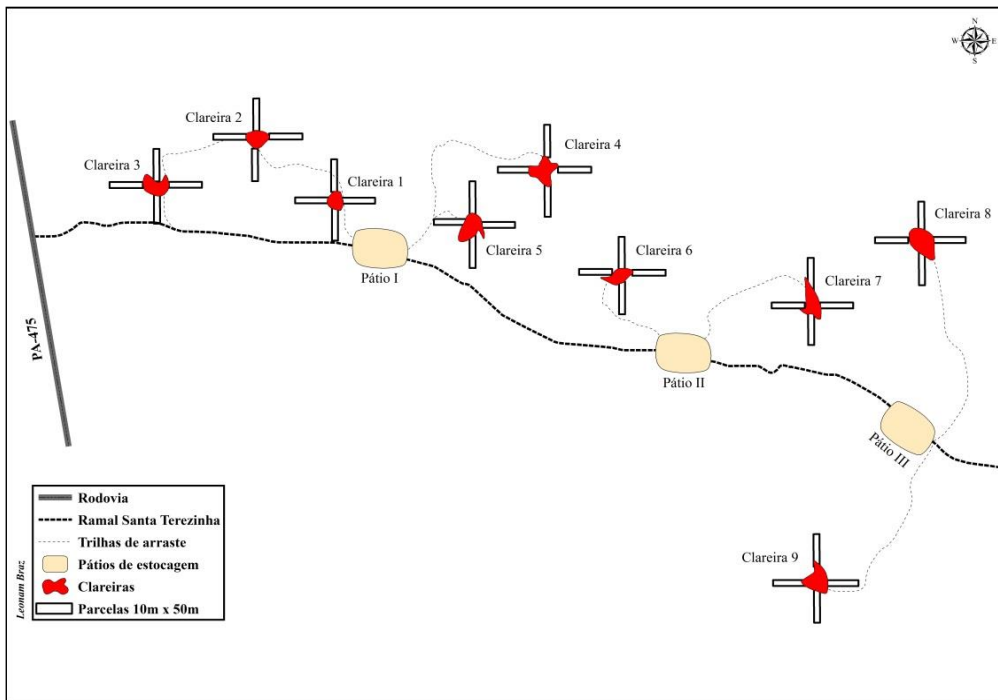 N
W E
S
Clareira 2
Clareira 3
Clareira 4
Clareira 1
Clareira 8
Clareira 5
Clareira 6
Pátio I
Clareira 7
PA-475
Pátio II
Pátio III
Clareira 9
Rodovia
Ramal Santa Terezinha
Trilhas de arraste
Pátios de estocagem
Clareiras
Parcelas 10m x 50m
Leonam Braz